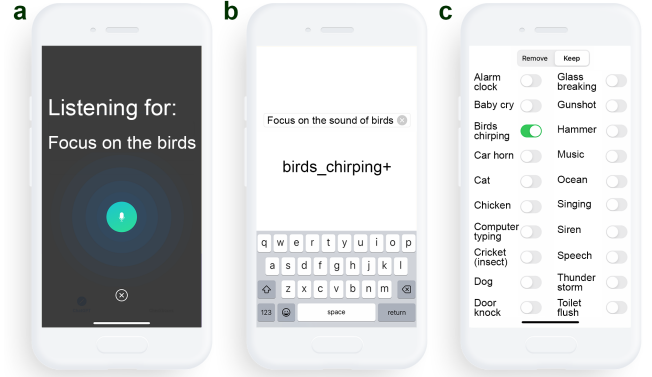 a
Listening for:
Focus on the birds
b
Focus on the sound of birds
birds_chirping+
q w e r t y u i o p
a s d f g h j k l
z x c v b n m
123 space return
c
Remove Keep
Alarm
clock
Glass
breaking
Baby cry
Gunshot
Birds
chirping
Hammer
Car horn
Music
Cat
Ocean
Chicken
Singing
Computer
typing
Siren
Cricket
(insect)
Speech
Dog
Thunder
storm
Door
knock
Toilet
flush